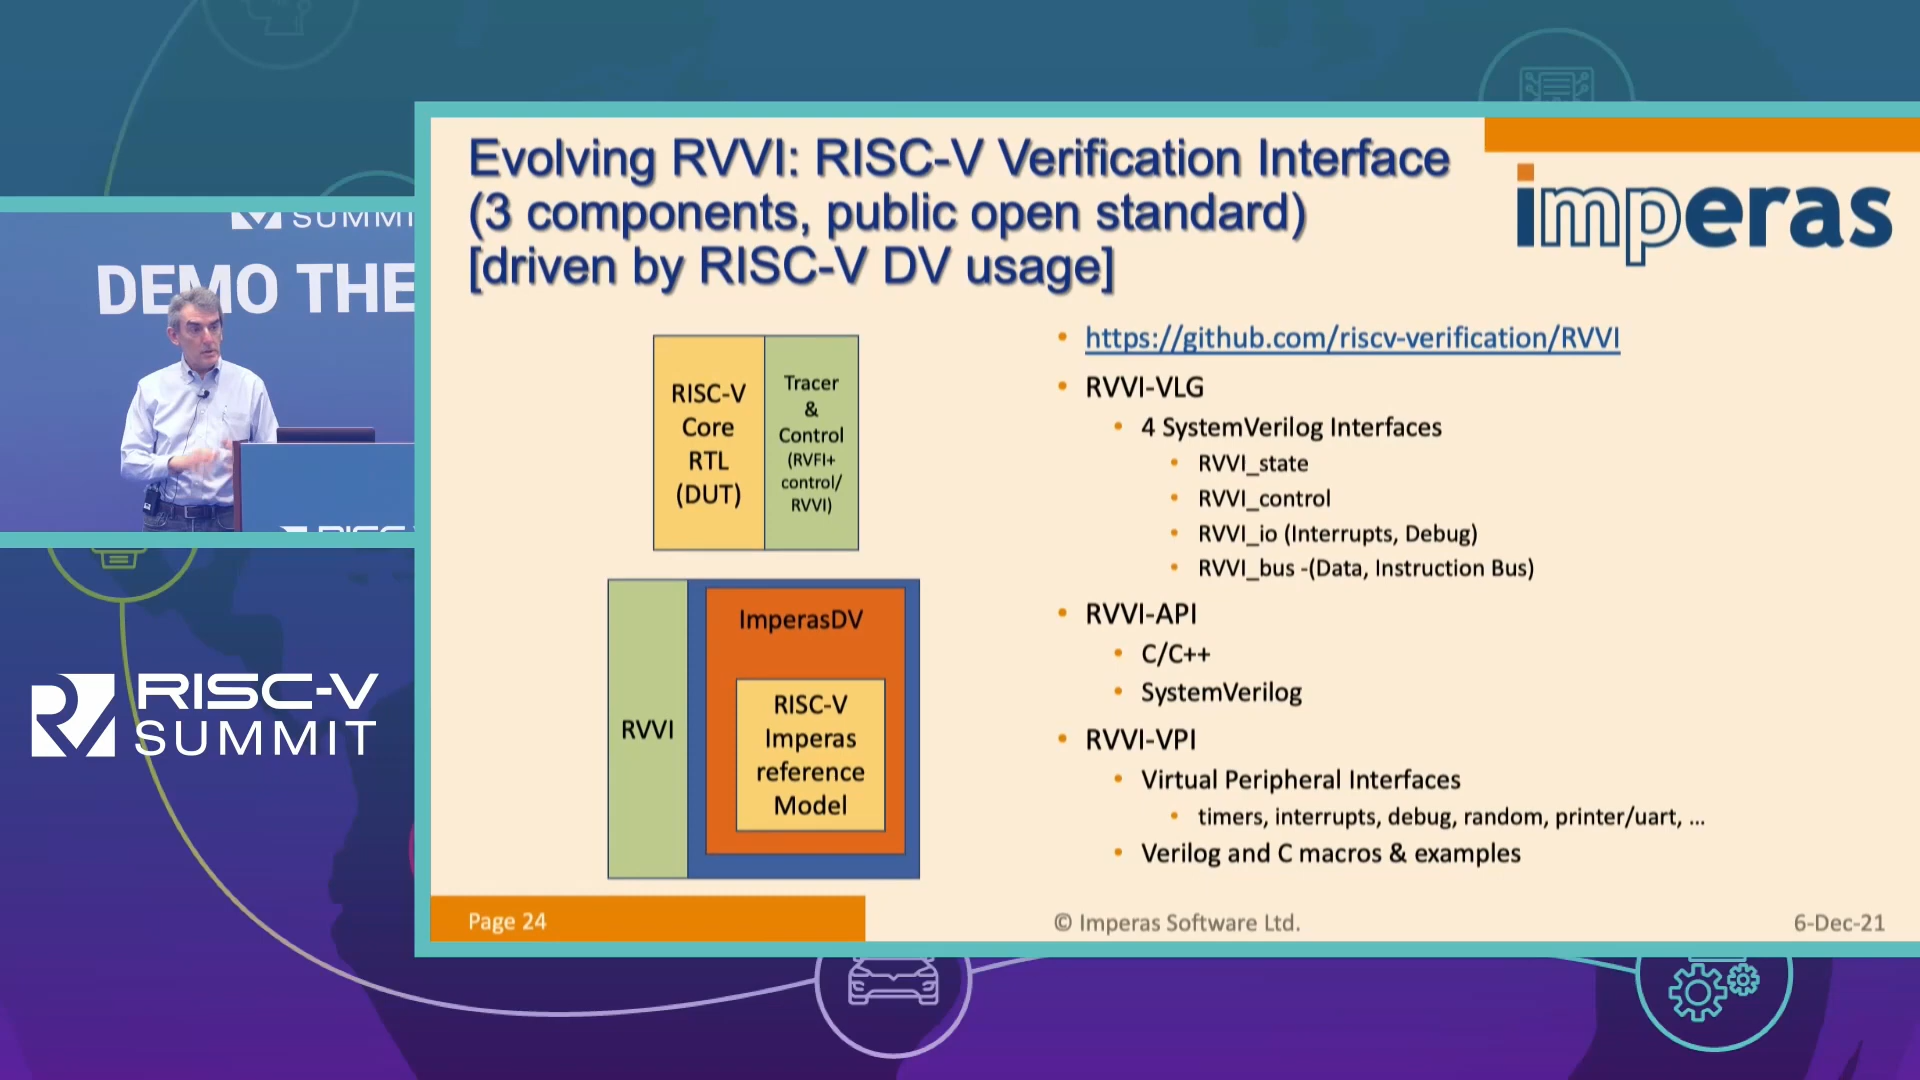 SUMMI
DEMO THE
RISC-V
RISC-V
SUMMIT
Evolving RVVI: RISC-V Verification Interface
(3 components, public open standard)
[driven by RISC-V DV usage]
imperas
RISC-V
Core
RTL
(DUT)
Tracer
&
Control
(RVFI+
control/
RVVI)
RVVI
ImperasDV
RISC-V
Imperas
reference
Model
• https://github.com/riscv-verification/RVVI
• RVVI-VLG
• 4 SystemVerilog Interfaces
• RVVI_state
• RVVI_control
• RVVI_io (Interrupts, Debug)
• RVVI_bus -(Data, Instruction Bus)
• RVVI-API
• C/C++
• SystemVerilog
• RVVI-VPI
• Virtual Peripheral Interfaces
• timers, interrupts, debug, random, printer/uart, ...
• Verilog and C macros & examples
Page 24
© Imperas Software Ltd.
6-Dec-21